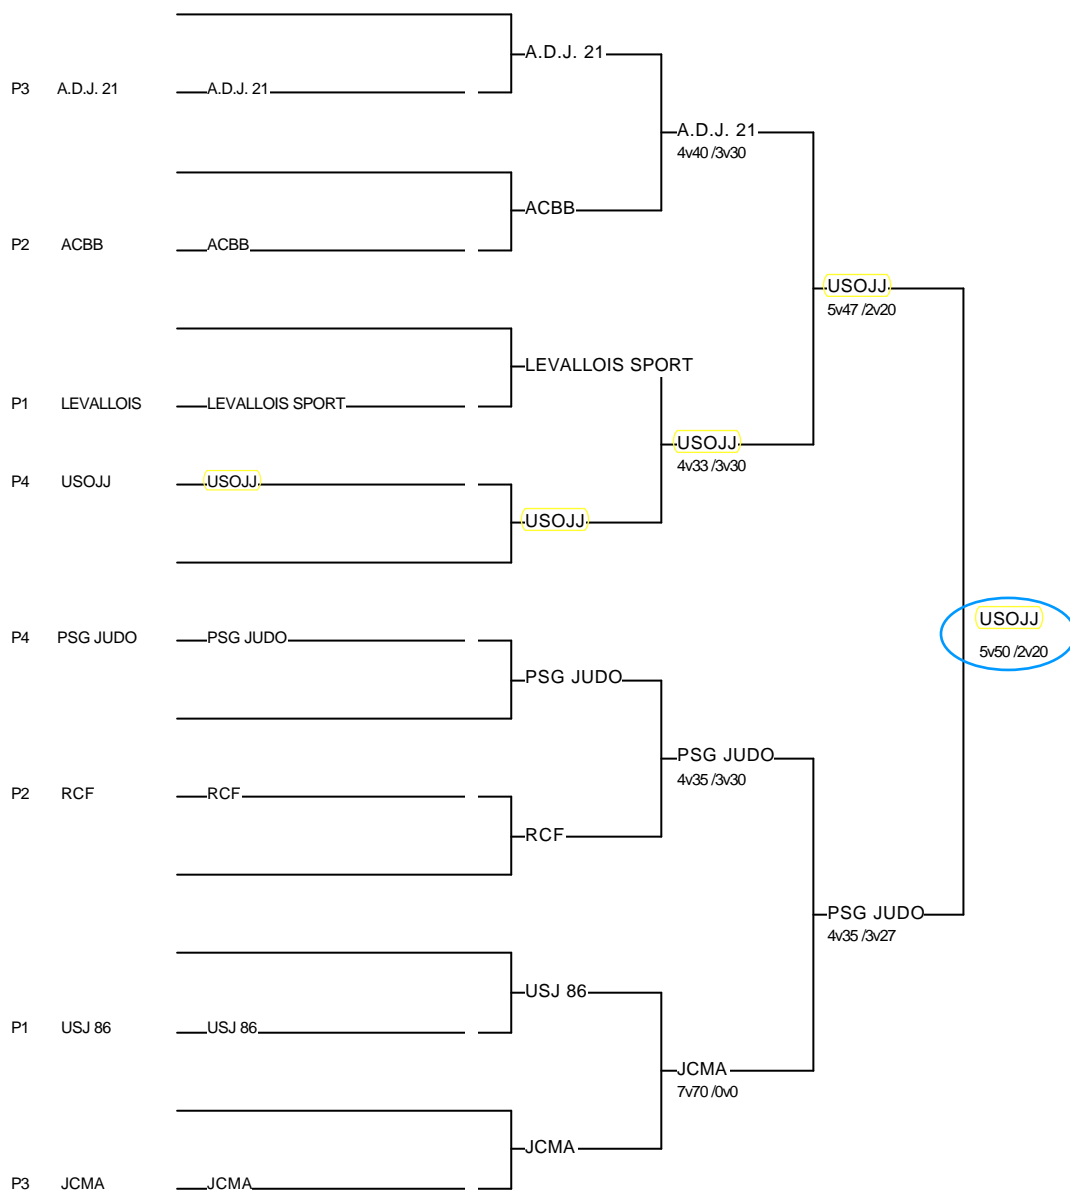 A.D.J. 21
P3 A.D.J. 21 A.D.J. 21
A.D.J. 21
4v40 /3v30
ACBB
P2 ACBB ACBB
USOJJ
5v47 /2v20
LEVALLOIS SPORT
P1 LEVALLOIS LEVALLOIS SPORT
USOJJ
4v33 /3v30
P4 USOJJ USOJJ
USOJJ
USOJJ
5v50 /2v20
P4 PSG JUDO PSG JUDO
PSG JUDO
PSG JUDO
4v35 /3v30
P2 RCF RCF
RCF
PSG JUDO
4v35 /3v27
USJ 86
P1 USJ 86 USJ 86
JCMA
7v70 /0v0
JCMA
P3 JCMA JCMA